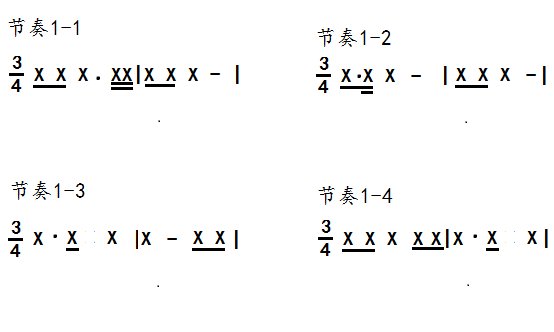 节奏1-1
3/4 X X X . XX|X X X - |
节奏1-2
3/4 X·X X - | X X X -|
节奏1-3
3/4 X · X X |X - X X |
节奏1-4
3/4 X X X X X|X · X X|